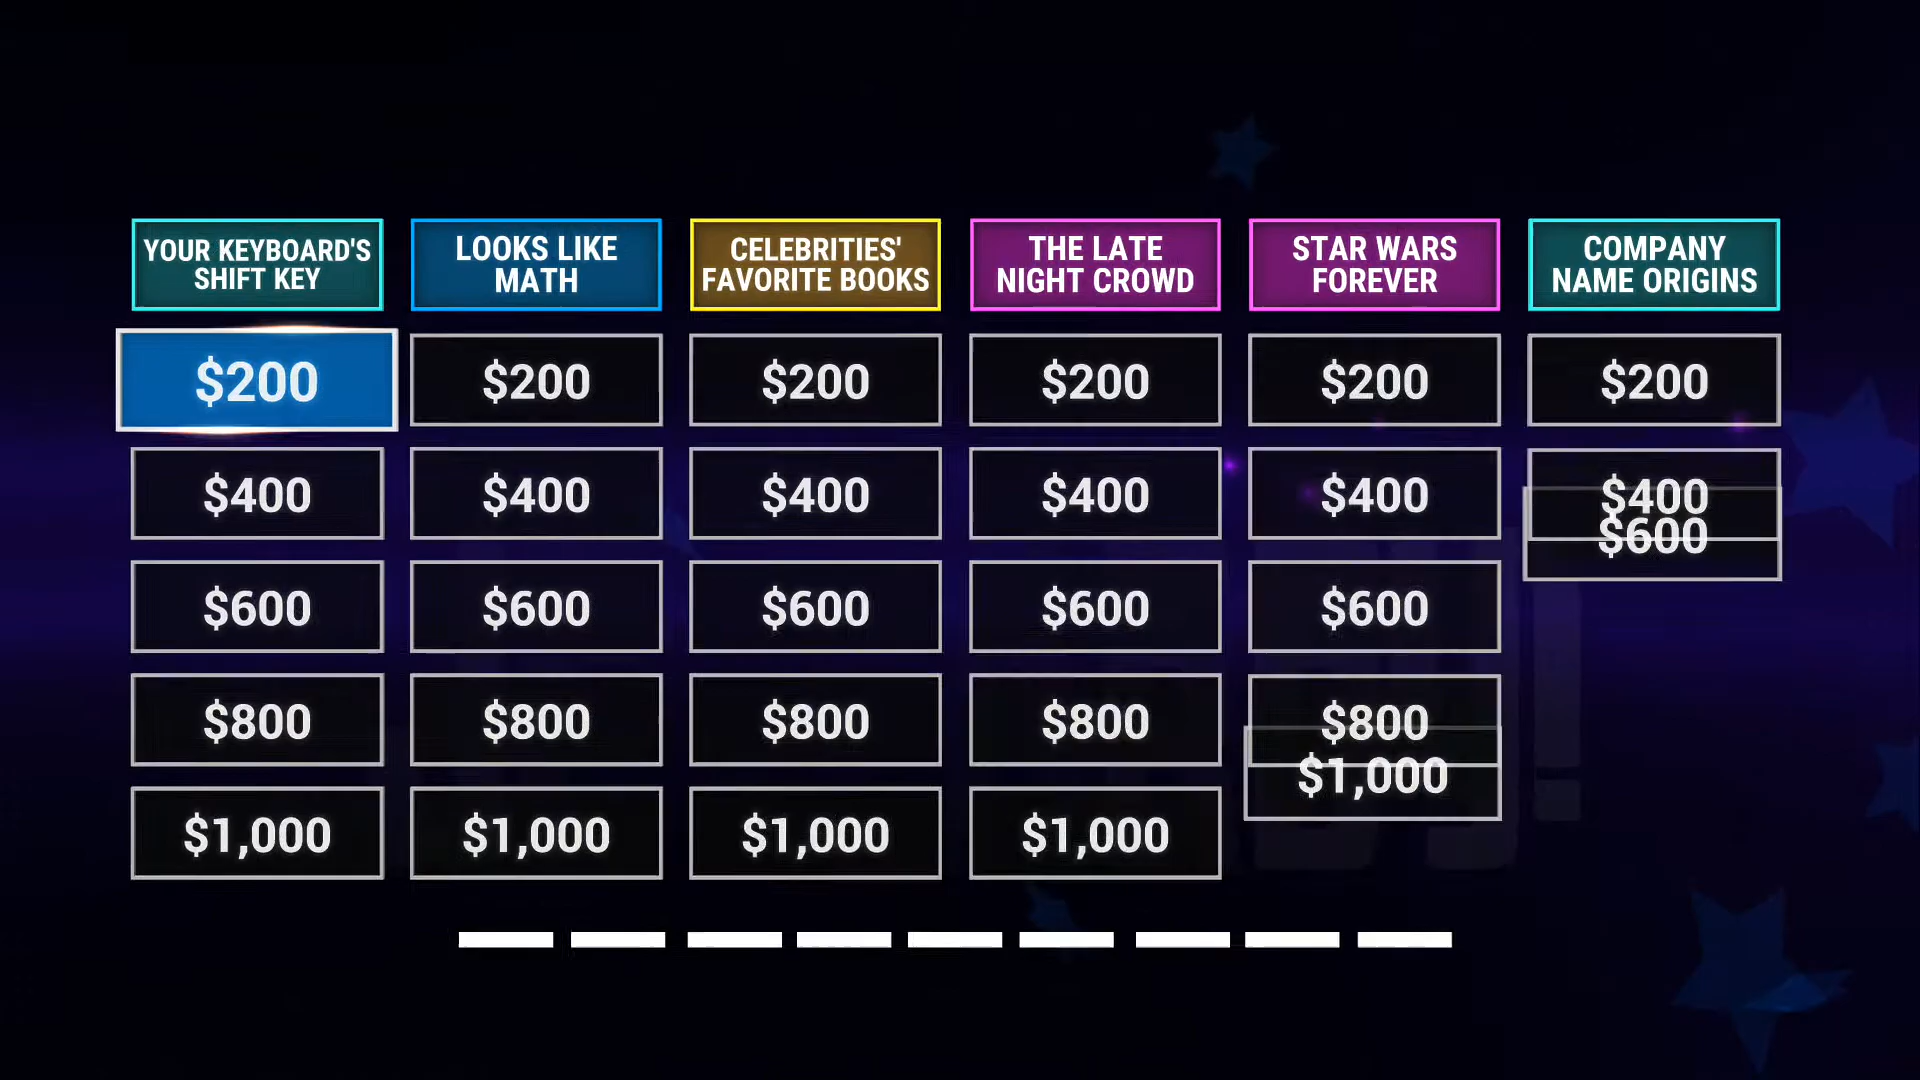 YOUR KEYBOARD'S
SHIFT KEY
LOOKS LIKE
MATH
CELEBRITIES'
FAVORITE BOOKS
THE LATE
NIGHT CROWD
STAR WARS
FOREVER
COMPANY
NAME ORIGINS
$200 $200 $200 $200 $200 $200
$400 $400 $400 $400 $400 $400
$600 $600 $600 $600 $600 $600
$800 $800 $800 $800 $800
$1,000 $1,000 $1,000 $1,000 $1,000